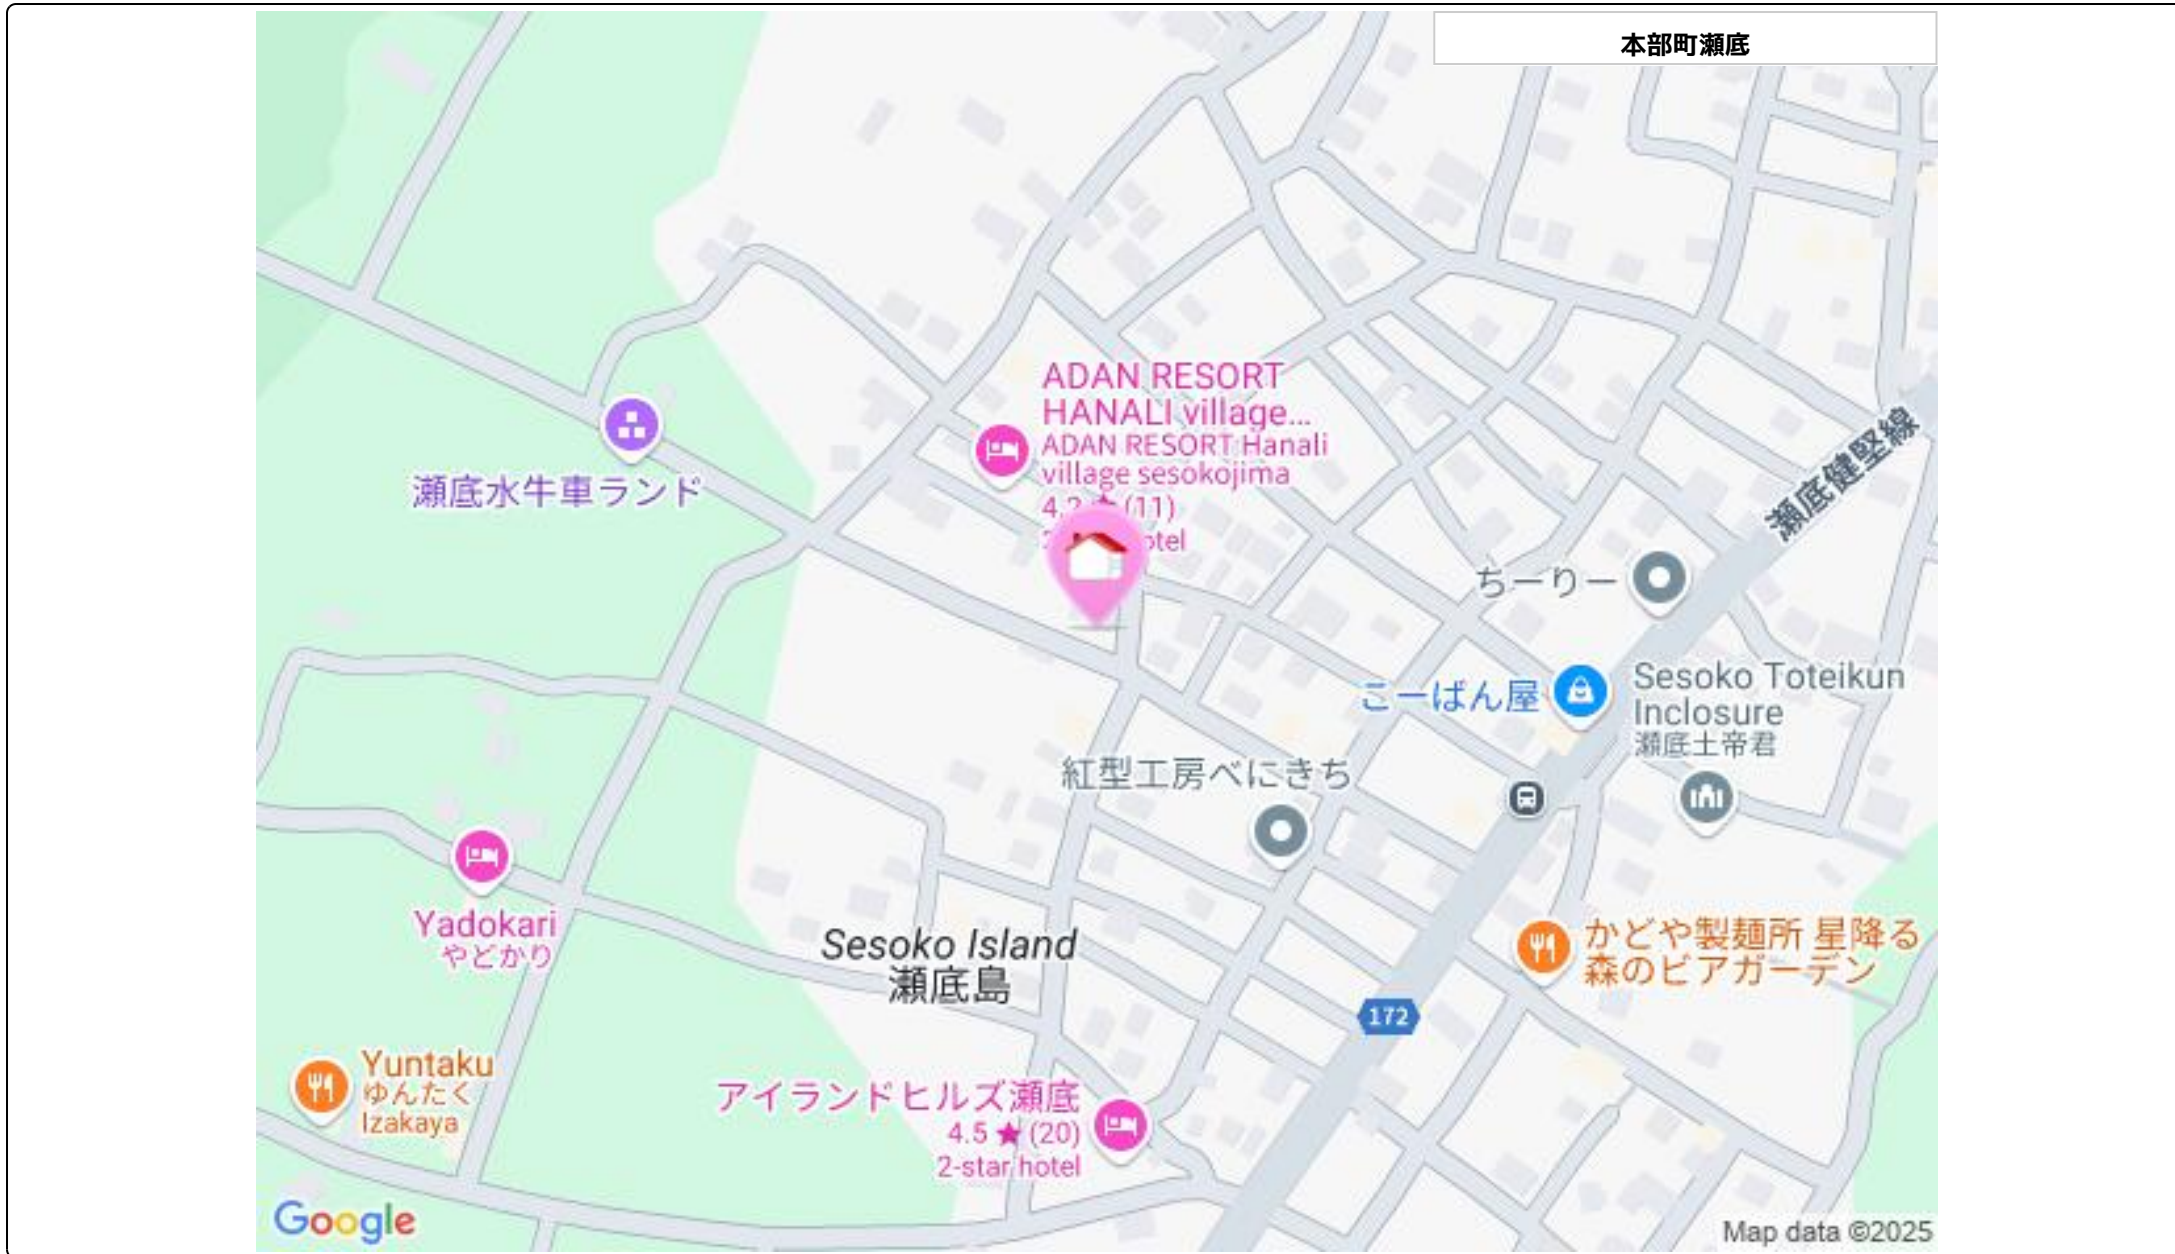 本部町瀬底
ADAN RESORT
HANALI village...
ADAN RESORT Hanali
village sesokojima
4.2 ★ (11)
otel
瀬底水牛車ランド
瀬底健堅線
ちーりー
こーばん屋
Sesoko Toteikun
Inclosure
瀬底土帝君
紅型工房べにきち
Yadokari
やどかり
Sesoko Island
瀬底島
かどや製麺所 星降る
森のビアガーデン
172
Yuntaku
ゆんたく
Izakaya
アイランドヒルズ瀬底
4.5 ★ (20)
2-star hotel
Google
Map data ©2025